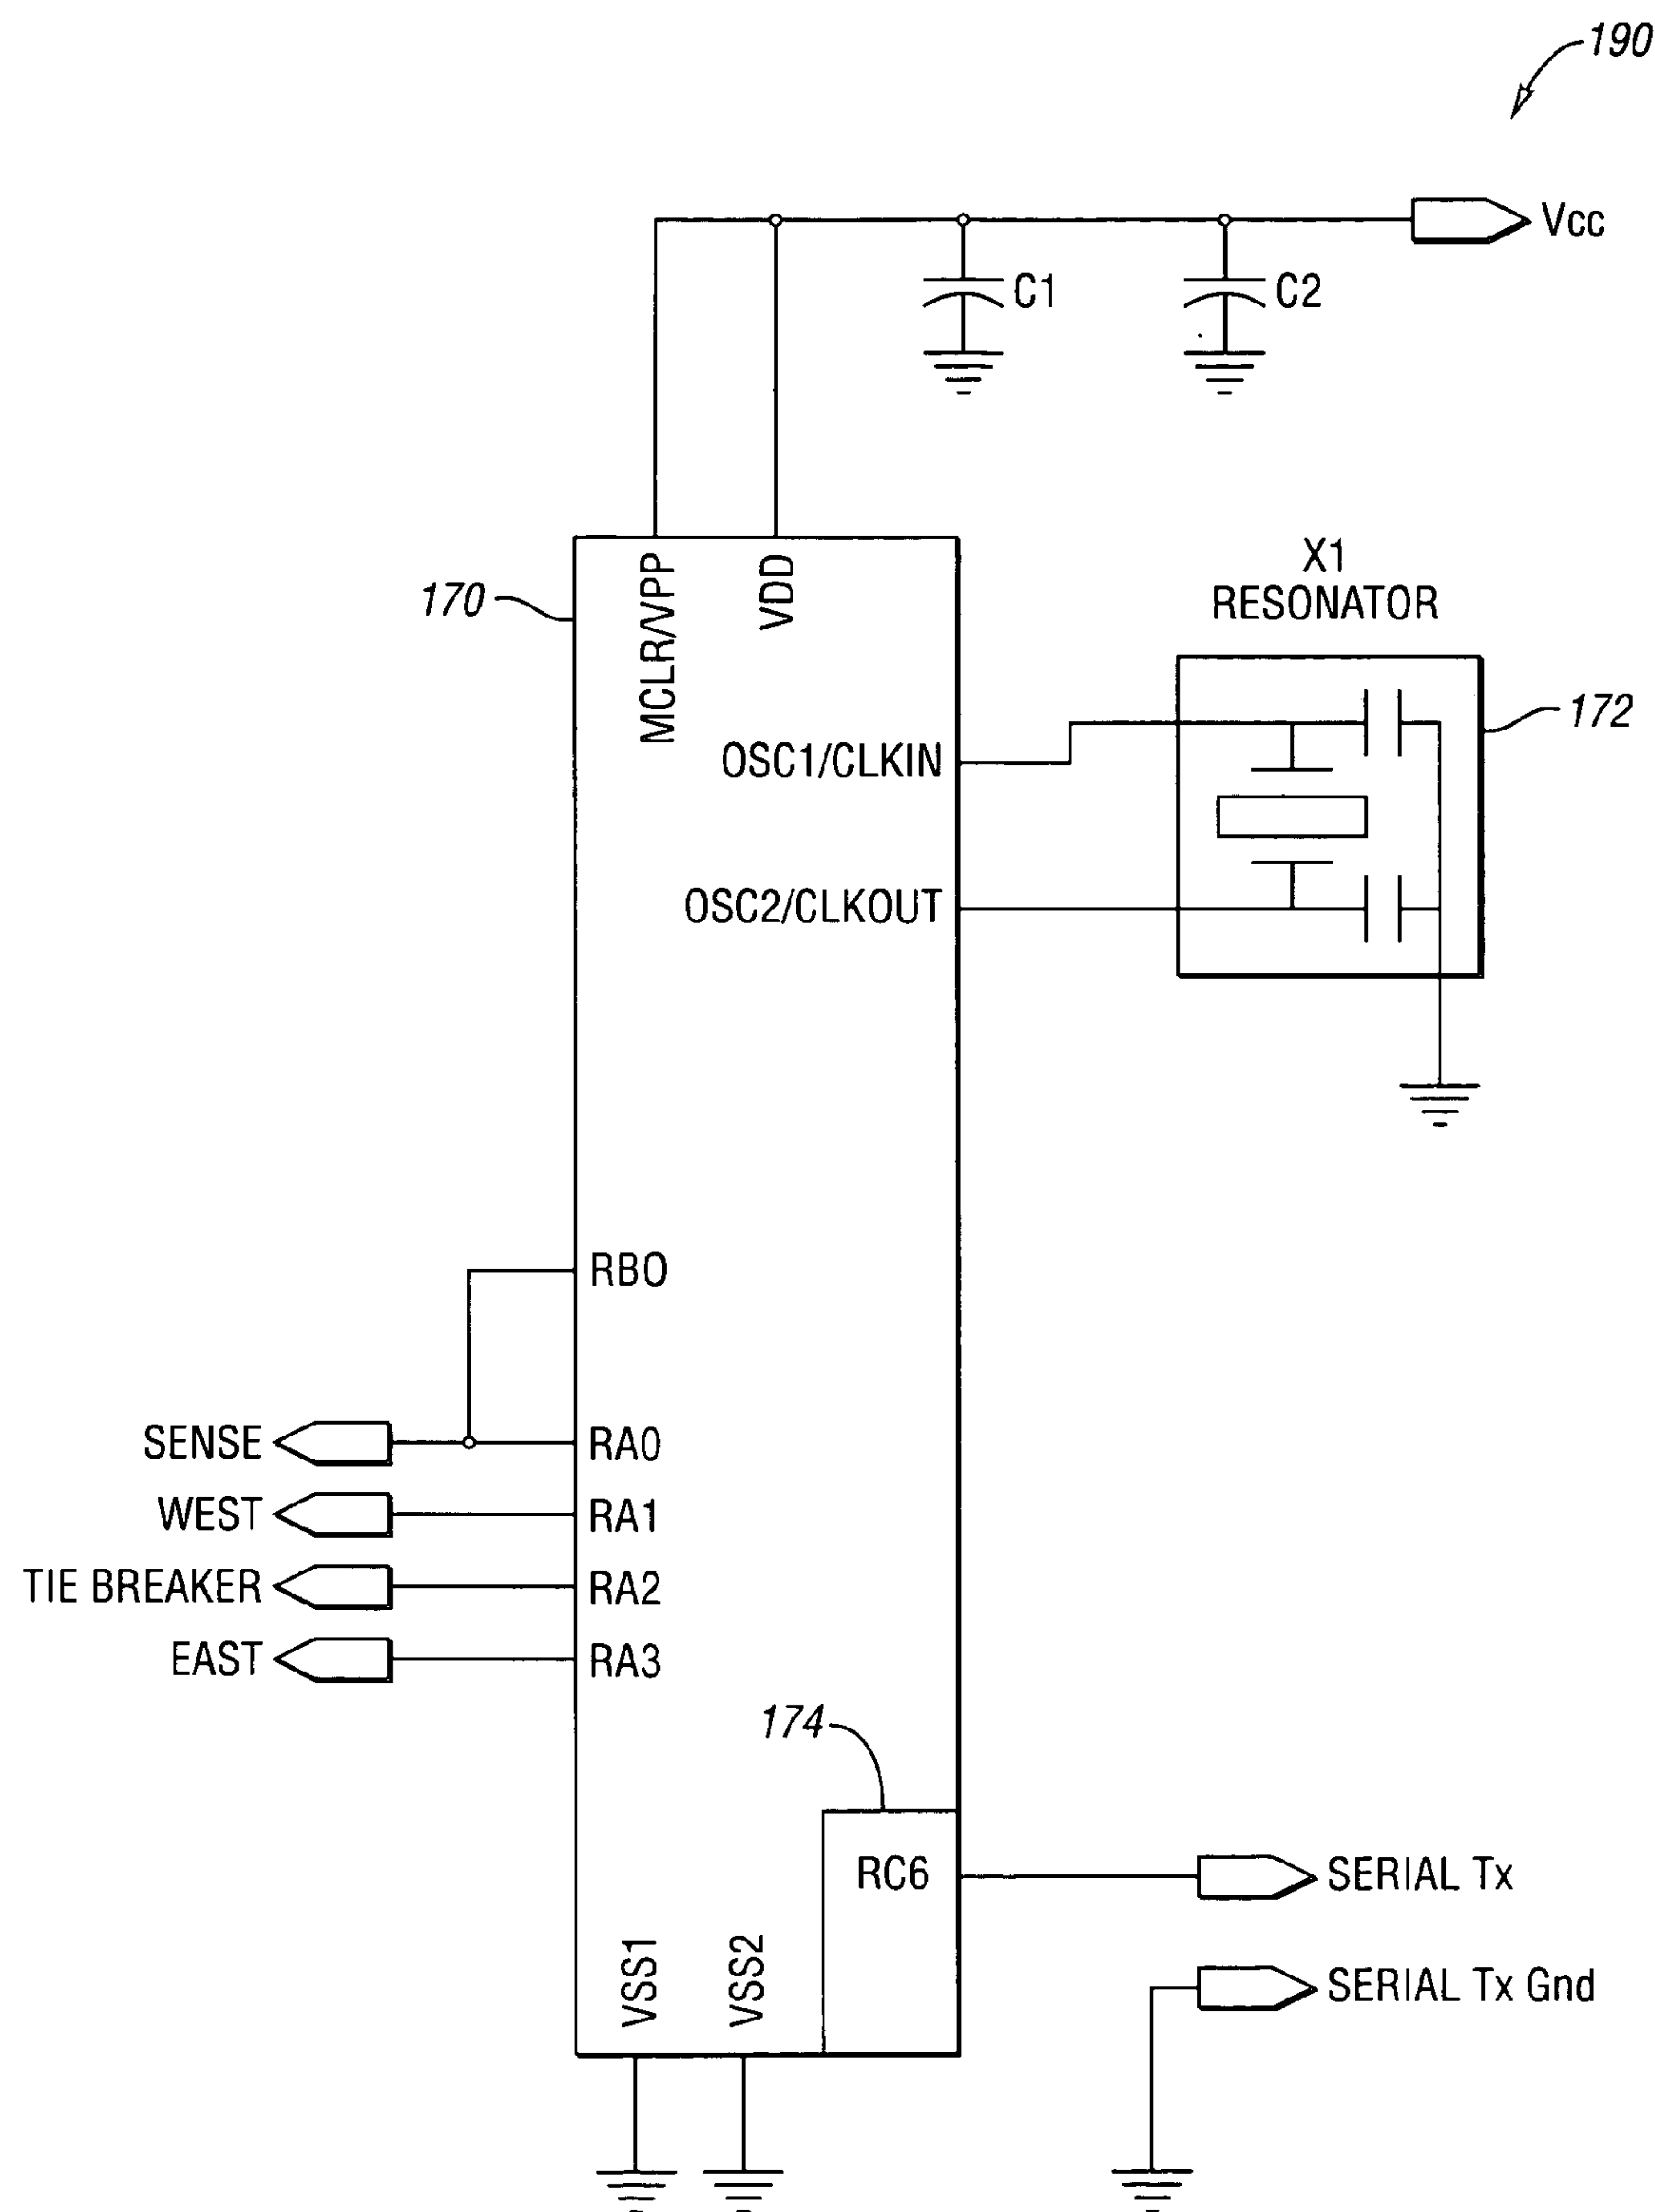 190
Vcc
C1
C2
170
MCLR/VPP
VDD
X1
RESONATOR
172
OSC1/CLKIN
OSC2/CLKOUT
RBO
SENSE
RA0
WEST
RA1
TIE BREAKER
RA2
EAST
RA3
174
RC6
SERIAL Tx
VSS1
VSS2
SERIAL Tx Gnd